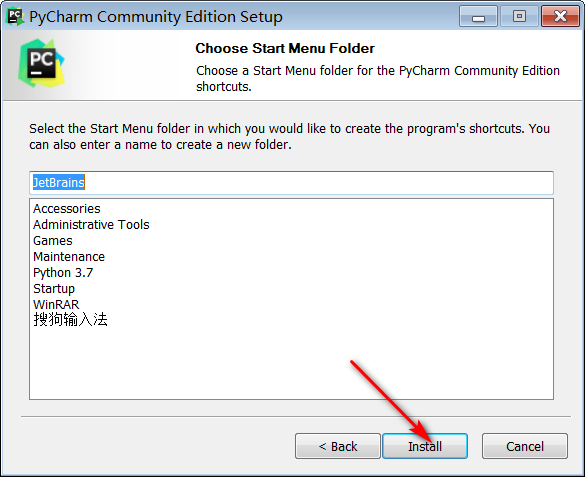 PyCharm Community Edition Setup
PC
Choose Start Menu Folder
Choose a Start Menu folder for the PyCharm Community Edition
shortcuts.
PC
Select the Start Menu folder in which you would like to create the program's shortcuts. You
can also enter a name to create a new folder.
JetBrains
Accessories
Administrative Tools
Games
Maintenance
Python 3.7
Startup
WinRAR
搜狗输入法
< Back
Install
Cancel